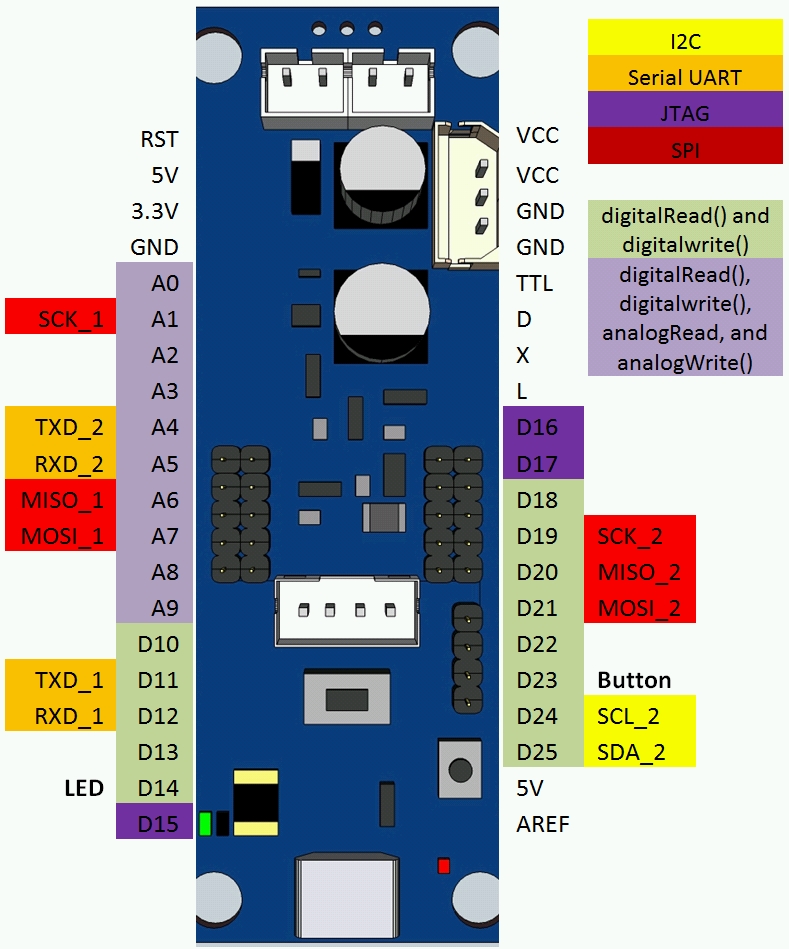 I2C
Serial UART
JTAG
SPI
digitalRead() and
digitalwrite()
digitalRead(),
digitalwrite(),
analogRead, and
analogWrite()
RST
5V
3.3V
GND
A0
SCK_1 A1
A2
A3
TXD_2 A4
RXD_2 A5
MISO_1 A6
MOSI_1 A7
A8
A9
D10
TXD_1 D11
RXD_1 D12
D13
LED D14
D15
VCC
VCC
GND
GND
TTL
D
X
L
D16
D17
D18
D19 SCK_2
D20 MISO_2
D21 MOSI_2
D22
D23 Button
D24 SCL_2
D25 SDA_2
5V
AREF